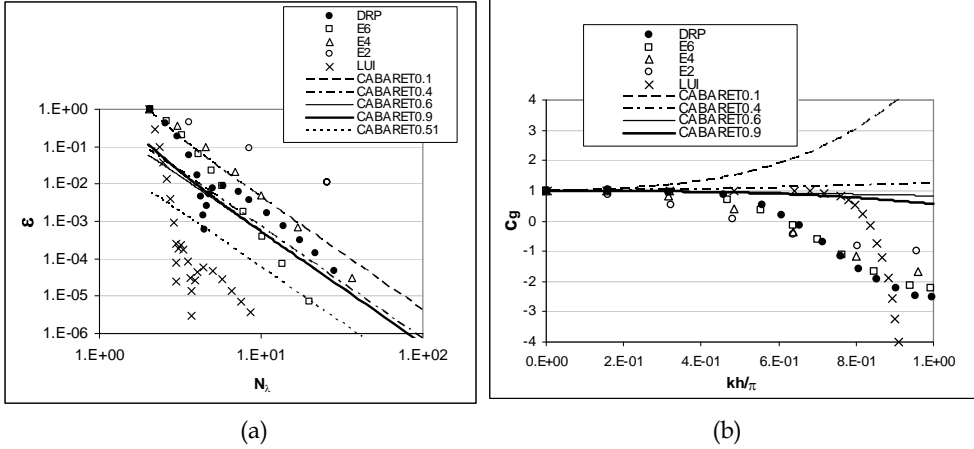 DRP
E6
E4
E2
LUI
CABARET0.1
CABARET0.4
CABARET0.6
CABARET0.9
CABARET0.51
1.E+00
1.E-01
1.E-02
1.E-03
1.E-04
1.E-05
1.E-06
ε
1.E+00
1.E+01
1.E+02
Nλ
(a)
DRP
E6
E4
E2
LUI
CABARET0.1
CABARET0.4
CABARET0.6
CABARET0.9
4
3
2
1
0
-1
-2
-3
-4
cg
0.E+00
2.E-01
4.E-01
6.E-01
8.E-01
1.E+00
kh/π
(b)